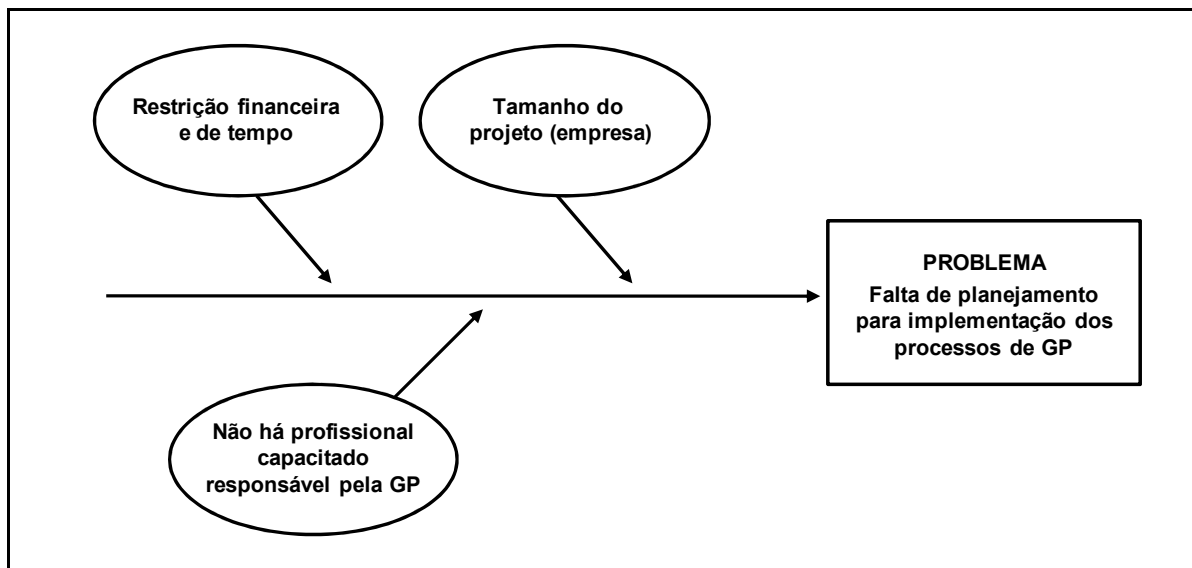 Restrição financeira
e de tempo
Tamanho do
projeto (empresa)
PROBLEMA
Falta de planejamento
para implementação dos
processos de GP
Não há profissional
capacitado
responsável pela GP